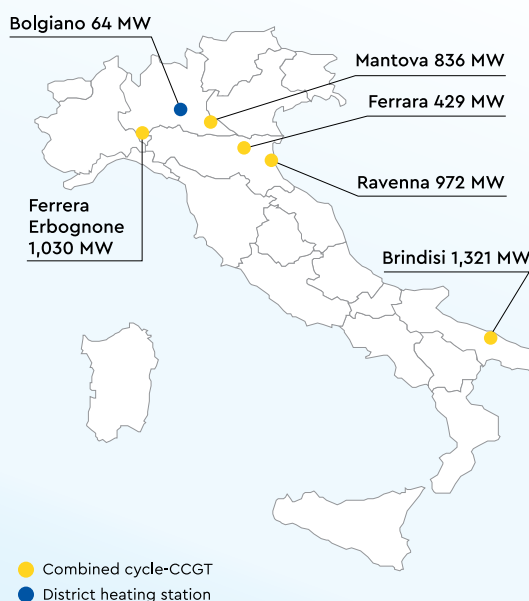 Bolgiano 64 MW
Mantova 836 MW
Ferrara 429 MW
Ravenna 972 MW
Ferrera
Erbognone
1,030 MW
Brindisi 1,321 MW
Combined cycle-CCGT
District heating station